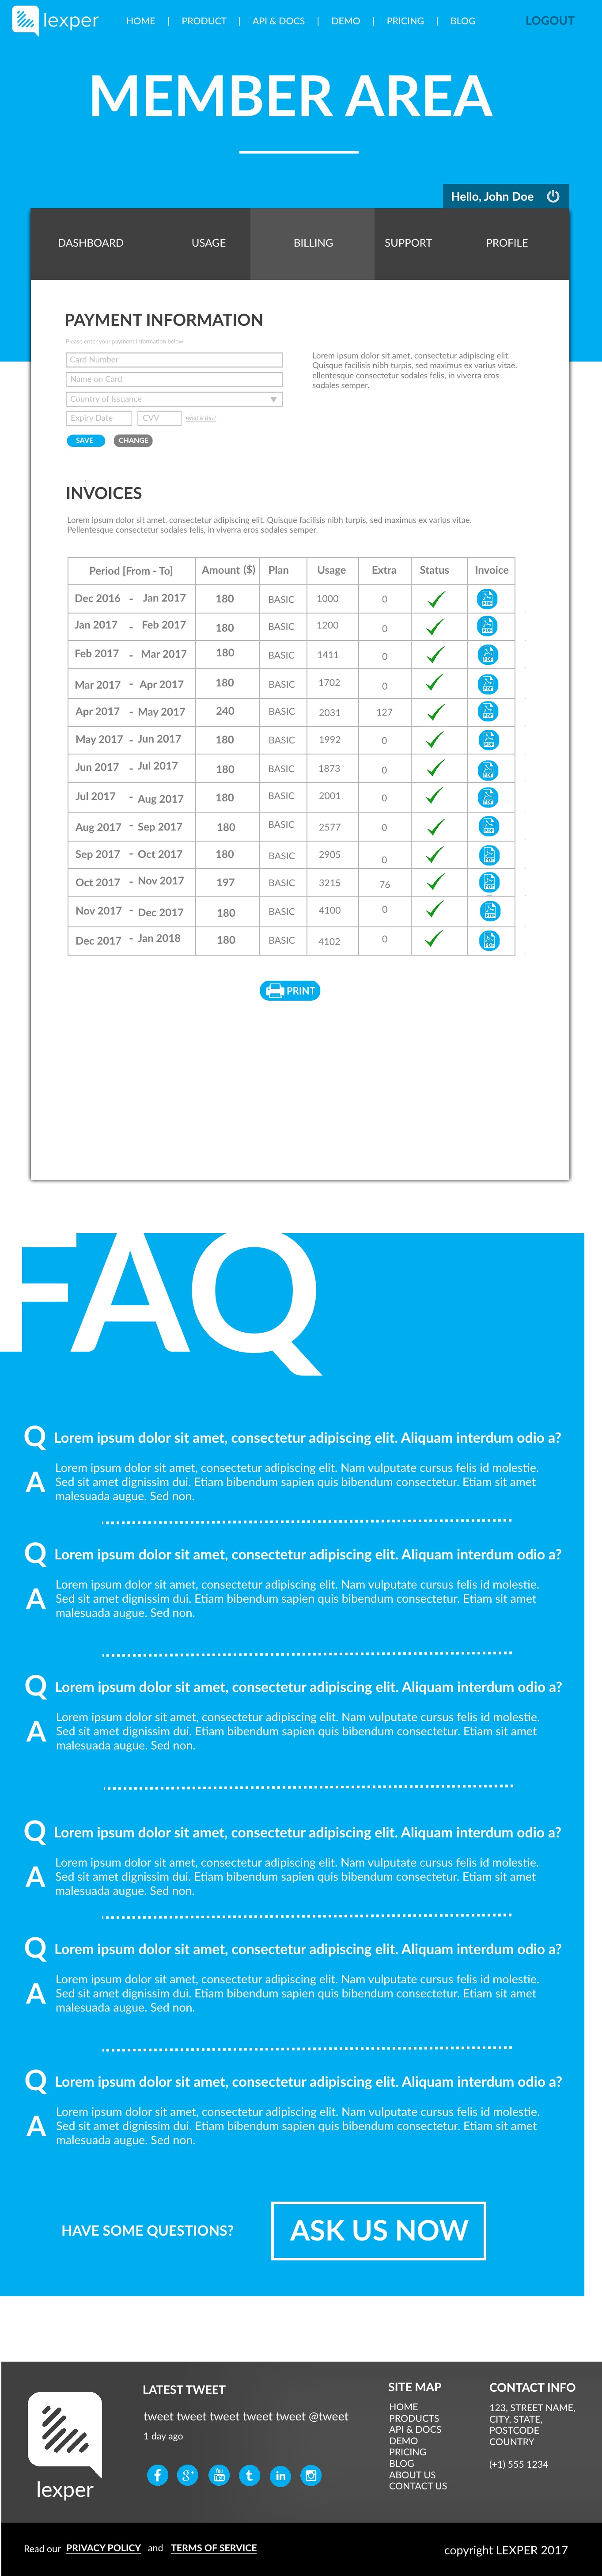 lexper HOME | PRODUCT | API & DOCS | DEMO | PRICING | BLOG LOGOUT
MEMBER AREA
Hello, John Doe
DASHBOARD USAGE BILLING SUPPORT PROFILE
PAYMENT INFORMATION
Please enter your payment information below
Card Number
Name on Card
Country of Issuance
Expiry Date CVV what is this?
SAVE CHANGE
Lorem ipsum dolor sit amet, consectetur adipiscing elit.
Quisque facilisis nibh turpis, sed maximus ex varius vitae.
ellentesque consectetur sodales felis, in viverra eros
sodales semper.
INVOICES
Lorem ipsum dolor sit amet, consectetur adipiscing elit. Quisque facilisis nibh turpis, sed maximus ex varius vitae.
Pellentesque consectetur sodales felis, in viverra eros sodales semper.
Period [From - To] Amount ($) Plan Usage Extra Status Invoice
Dec 2016 - Jan 2017 180 BASIC 1000 0 PDF
Jan 2017 - Feb 2017 180 BASIC 1200 0 PDF
Feb 2017 - Mar 2017 180 BASIC 1411 0 PDF
Mar 2017 - Apr 2017 180 BASIC 1702 0 PDF
Apr 2017 - May 2017 240 BASIC 2031 127 PDF
May 2017 - Jun 2017 180 BASIC 1992 0 PDF
Jun 2017 - Jul 2017 180 BASIC 1873 0 PDF
Jul 2017 - Aug 2017 180 BASIC 2001 0 PDF
Aug 2017 - Sep 2017 180 BASIC 2577 0 PDF
Sep 2017 - Oct 2017 180 BASIC 2905 0 PDF
Oct 2017 - Nov 2017 197 BASIC 3215 76 PDF
Nov 2017 - Dec 2017 180 BASIC 4100 0 PDF
Dec 2017 - Jan 2018 180 BASIC 4102 0 PDF
PRINT
FAQ
Q Lorem ipsum dolor sit amet, consectetur adipiscing elit. Aliquam interdum odio a?
A Lorem ipsum dolor sit amet, consectetur adipiscing elit. Nam vulputate cursus felis id molestie.
Sed sit amet dignissim dui. Etiam bibendum sapien quis bibendum consectetur. Etiam sit amet
malesuada augue. Sed non.
Q Lorem ipsum dolor sit amet, consectetur adipiscing elit. Aliquam interdum odio a?
A Lorem ipsum dolor sit amet, consectetur adipiscing elit. Nam vulputate cursus felis id molestie.
Sed sit amet dignissim dui. Etiam bibendum sapien quis bibendum consectetur. Etiam sit amet
malesuada augue. Sed non.
Q Lorem ipsum dolor sit amet, consectetur adipiscing elit. Aliquam interdum odio a?
A Lorem ipsum dolor sit amet, consectetur adipiscing elit. Nam vulputate cursus felis id molestie.
Sed sit amet dignissim dui. Etiam bibendum sapien quis bibendum consectetur. Etiam sit amet
malesuada augue. Sed non.
Q Lorem ipsum dolor sit amet, consectetur adipiscing elit. Aliquam interdum odio a?
A Lorem ipsum dolor sit amet, consectetur adipiscing elit. Nam vulputate cursus felis id molestie.
Sed sit amet dignissim dui. Etiam bibendum sapien quis bibendum consectetur. Etiam sit amet
malesuada augue. Sed non.
Q Lorem ipsum dolor sit amet, consectetur adipiscing elit. Aliquam interdum odio a?
A Lorem ipsum dolor sit amet, consectetur adipiscing elit. Nam vulputate cursus felis id molestie.
Sed sit amet dignissim dui. Etiam bibendum sapien quis bibendum consectetur. Etiam sit amet
malesuada augue. Sed non.
Q Lorem ipsum dolor sit amet, consectetur adipiscing elit. Aliquam interdum odio a?
A Lorem ipsum dolor sit amet, consectetur adipiscing elit. Nam vulputate cursus felis id molestie.
Sed sit amet dignissim dui. Etiam bibendum sapien quis bibendum consectetur. Etiam sit amet
malesuada augue. Sed non.
HAVE SOME QUESTIONS? ASK US NOW
lexper
LATEST TWEET
tweet tweet tweet tweet tweet @tweet
1 day ago
f g+ You Tube t in
SITE MAP
HOME
PRODUCTS
API & DOCS
DEMO
PRICING
BLOG
ABOUT US
CONTACT US
CONTACT INFO
123, STREET NAME,
CITY, STATE,
POSTCODE
COUNTRY
(+1) 555 1234
Read our PRIVACY POLICY and TERMS OF SERVICE
copyright LEXPER 2017